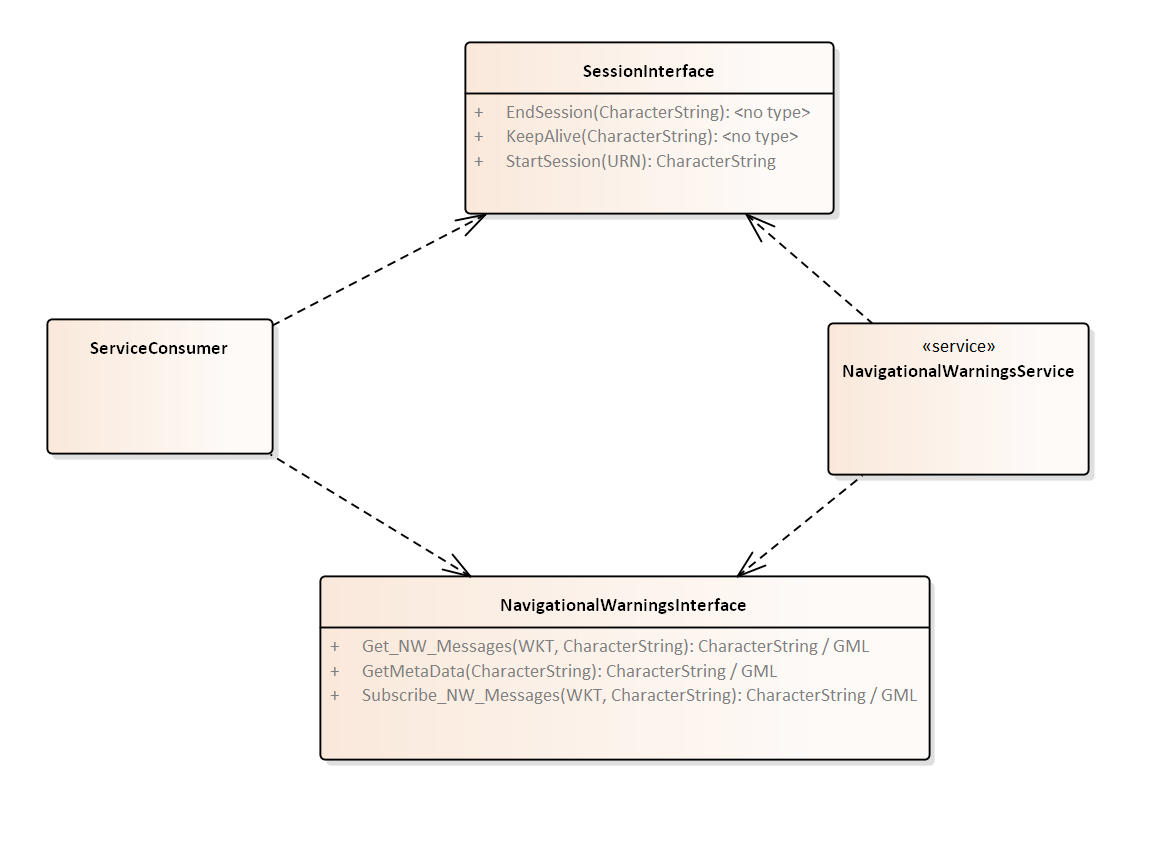 SessionInterface
+ EndSession(CharacterString): <no type>
+ KeepAlive(CharacterString): <no type>
+ StartSession(URN): CharacterString
ServiceConsumer
«service»
NavigationalWarningsService
NavigationalWarningsInterface
+ Get_NW_Messages(WKT, CharacterString): CharacterString / GML
+ GetMetaData(CharacterString): CharacterString / GML
+ Subscribe_NW_Messages(WKT, CharacterString): CharacterString / GML